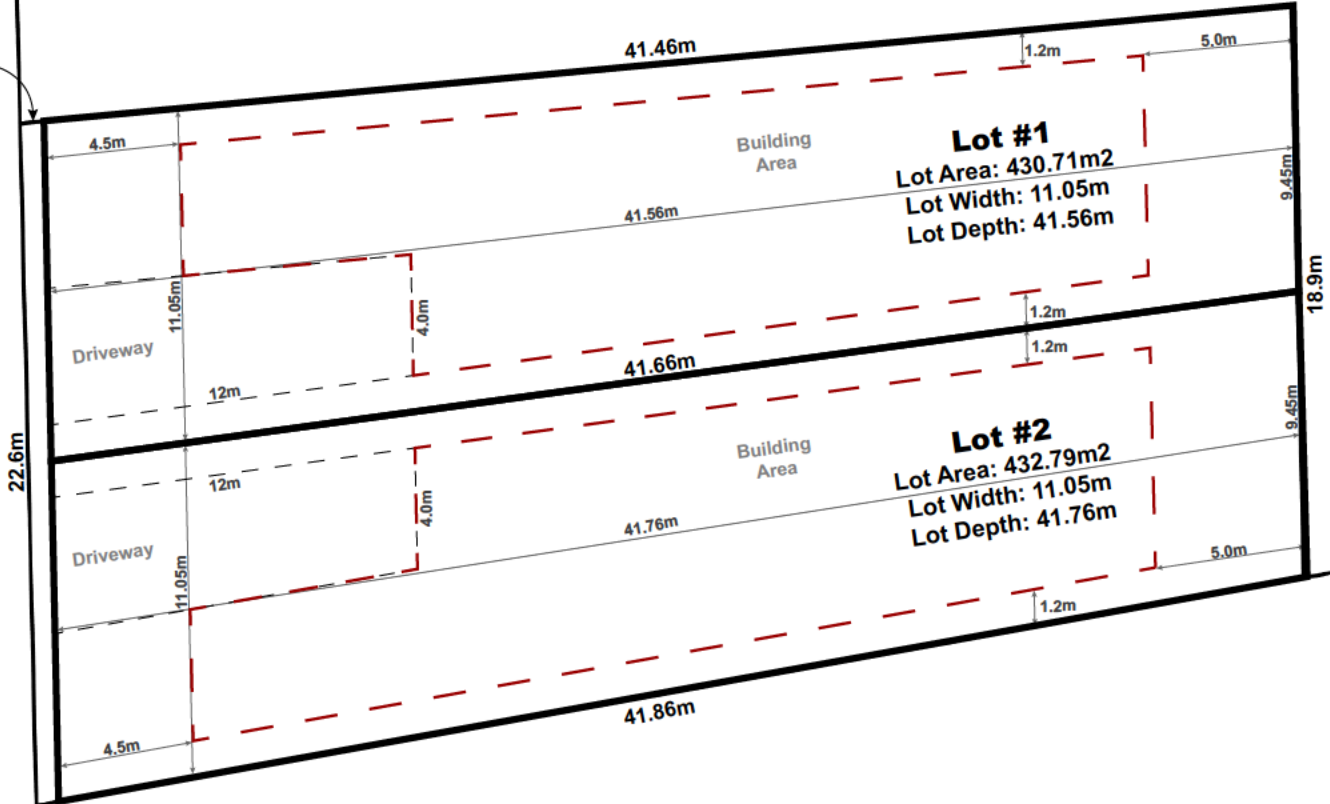 41.46m
1.2m
5.0m
4.5m
Building
Area
Lot #1
Lot Area: 430.71m2
Lot Width: 11.05m
Lot Depth: 41.56m
9.45m
41.56m
18.9m
11.05m
4.0m
1.2m
Driveway
1.2m
41.66m
12m
9.45m
22.6m
Building
Area
Lot #2
Lot Area: 432.79m2
Lot Width: 11.05m
Lot Depth: 41.76m
12m
4.0m
41.76m
Driveway
5.0m
11.05m
1.2m
41.86m
4.5m